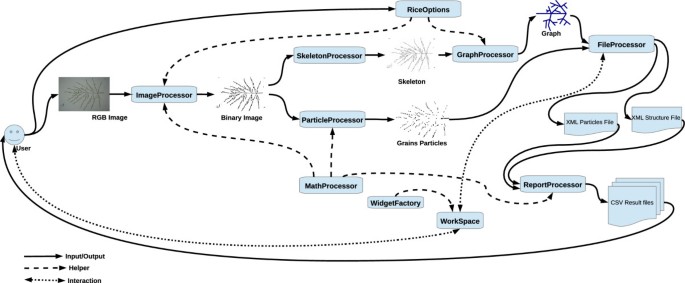 RiceOptions
Graph
FileProcessor
SkeletonProcessor
GraphProcessor
Skeleton
ImageProcessor
RGB Image
Binary Image
ParticleProcessor
Grains Particles
XML Particles File
XML Structure File
User
MathProcessor
ReportProcessor
WidgetFactory
CSV Result files
WorkSpace
Input/Output
Helper
Interaction